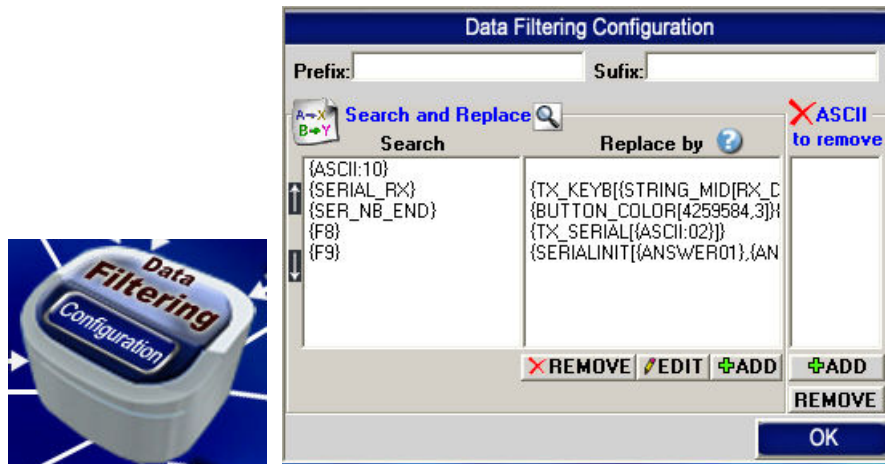 Data
Filtering
Configuration
Data Filtering Configuration
Prefix:
Sufix:
A→X
B→Y
Search and Replace
ASCII
to remove
Search
Replace by
?
{ASCII:10}
{SERIAL_RX}
{TX_KEYB[{STRING_MID[RX_D
{SER_NB_END}
{BUTTON_COLOR[4259584,3]}{
{F8}
{TX_SERIAL[{ASCII:02}]}
{F9}
{SERIALINIT[{ANSWER01},{AN
REMOVE
EDIT
ADD
ADD
REMOVE
OK